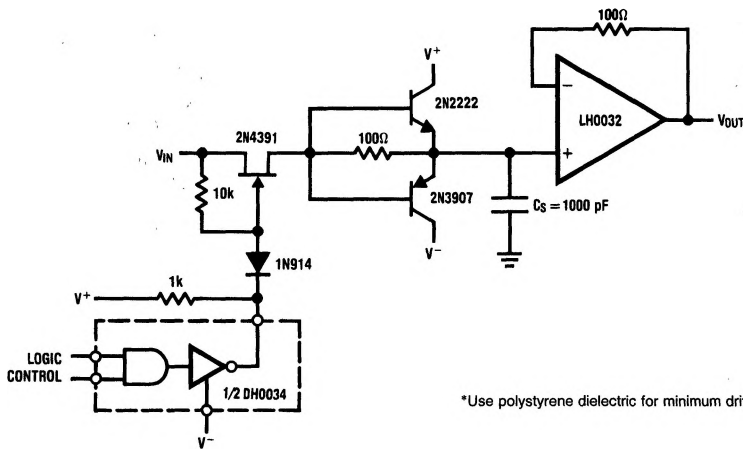 100Ω
V+
2N2222
LH0032
VOUT
2N4391
100Ω
VIN
10k
2N3907
CS = 1000 pF
V−
1N914
1k
V+
LOGIC
CONTROL
1/2 DH0034
V−
*Use polystyrene dielectric for minimum dri